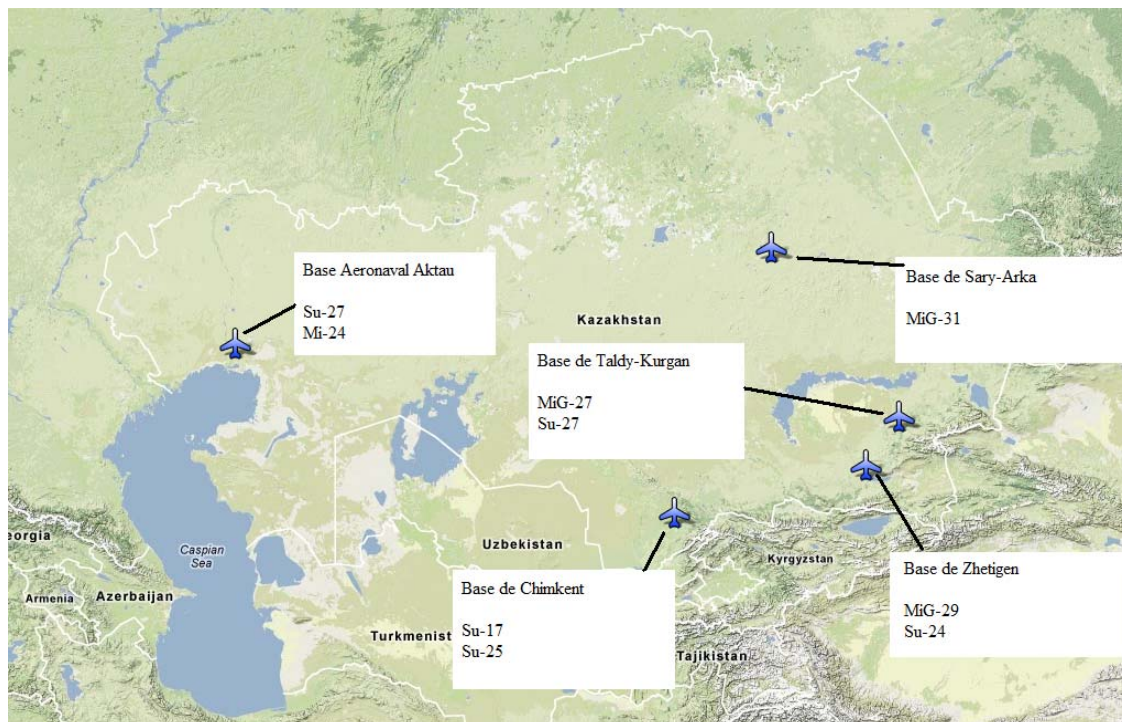 Base Aeronaval Aktau
Su-27
Mi-24
Base de Sary-Arka
MiG-31
Kazakhstan
Base de Taldy-Kurgan
MiG-27
Su-27
eorgia
Caspian
Sea
Uzbekistan
Kyrgyzstan
Armenia
Azerbaijan
Base de Chimkent
Su-17
Su-25
Base de Zhetigen
MiG-29
Su-24
Turkmenist
Tajikistan